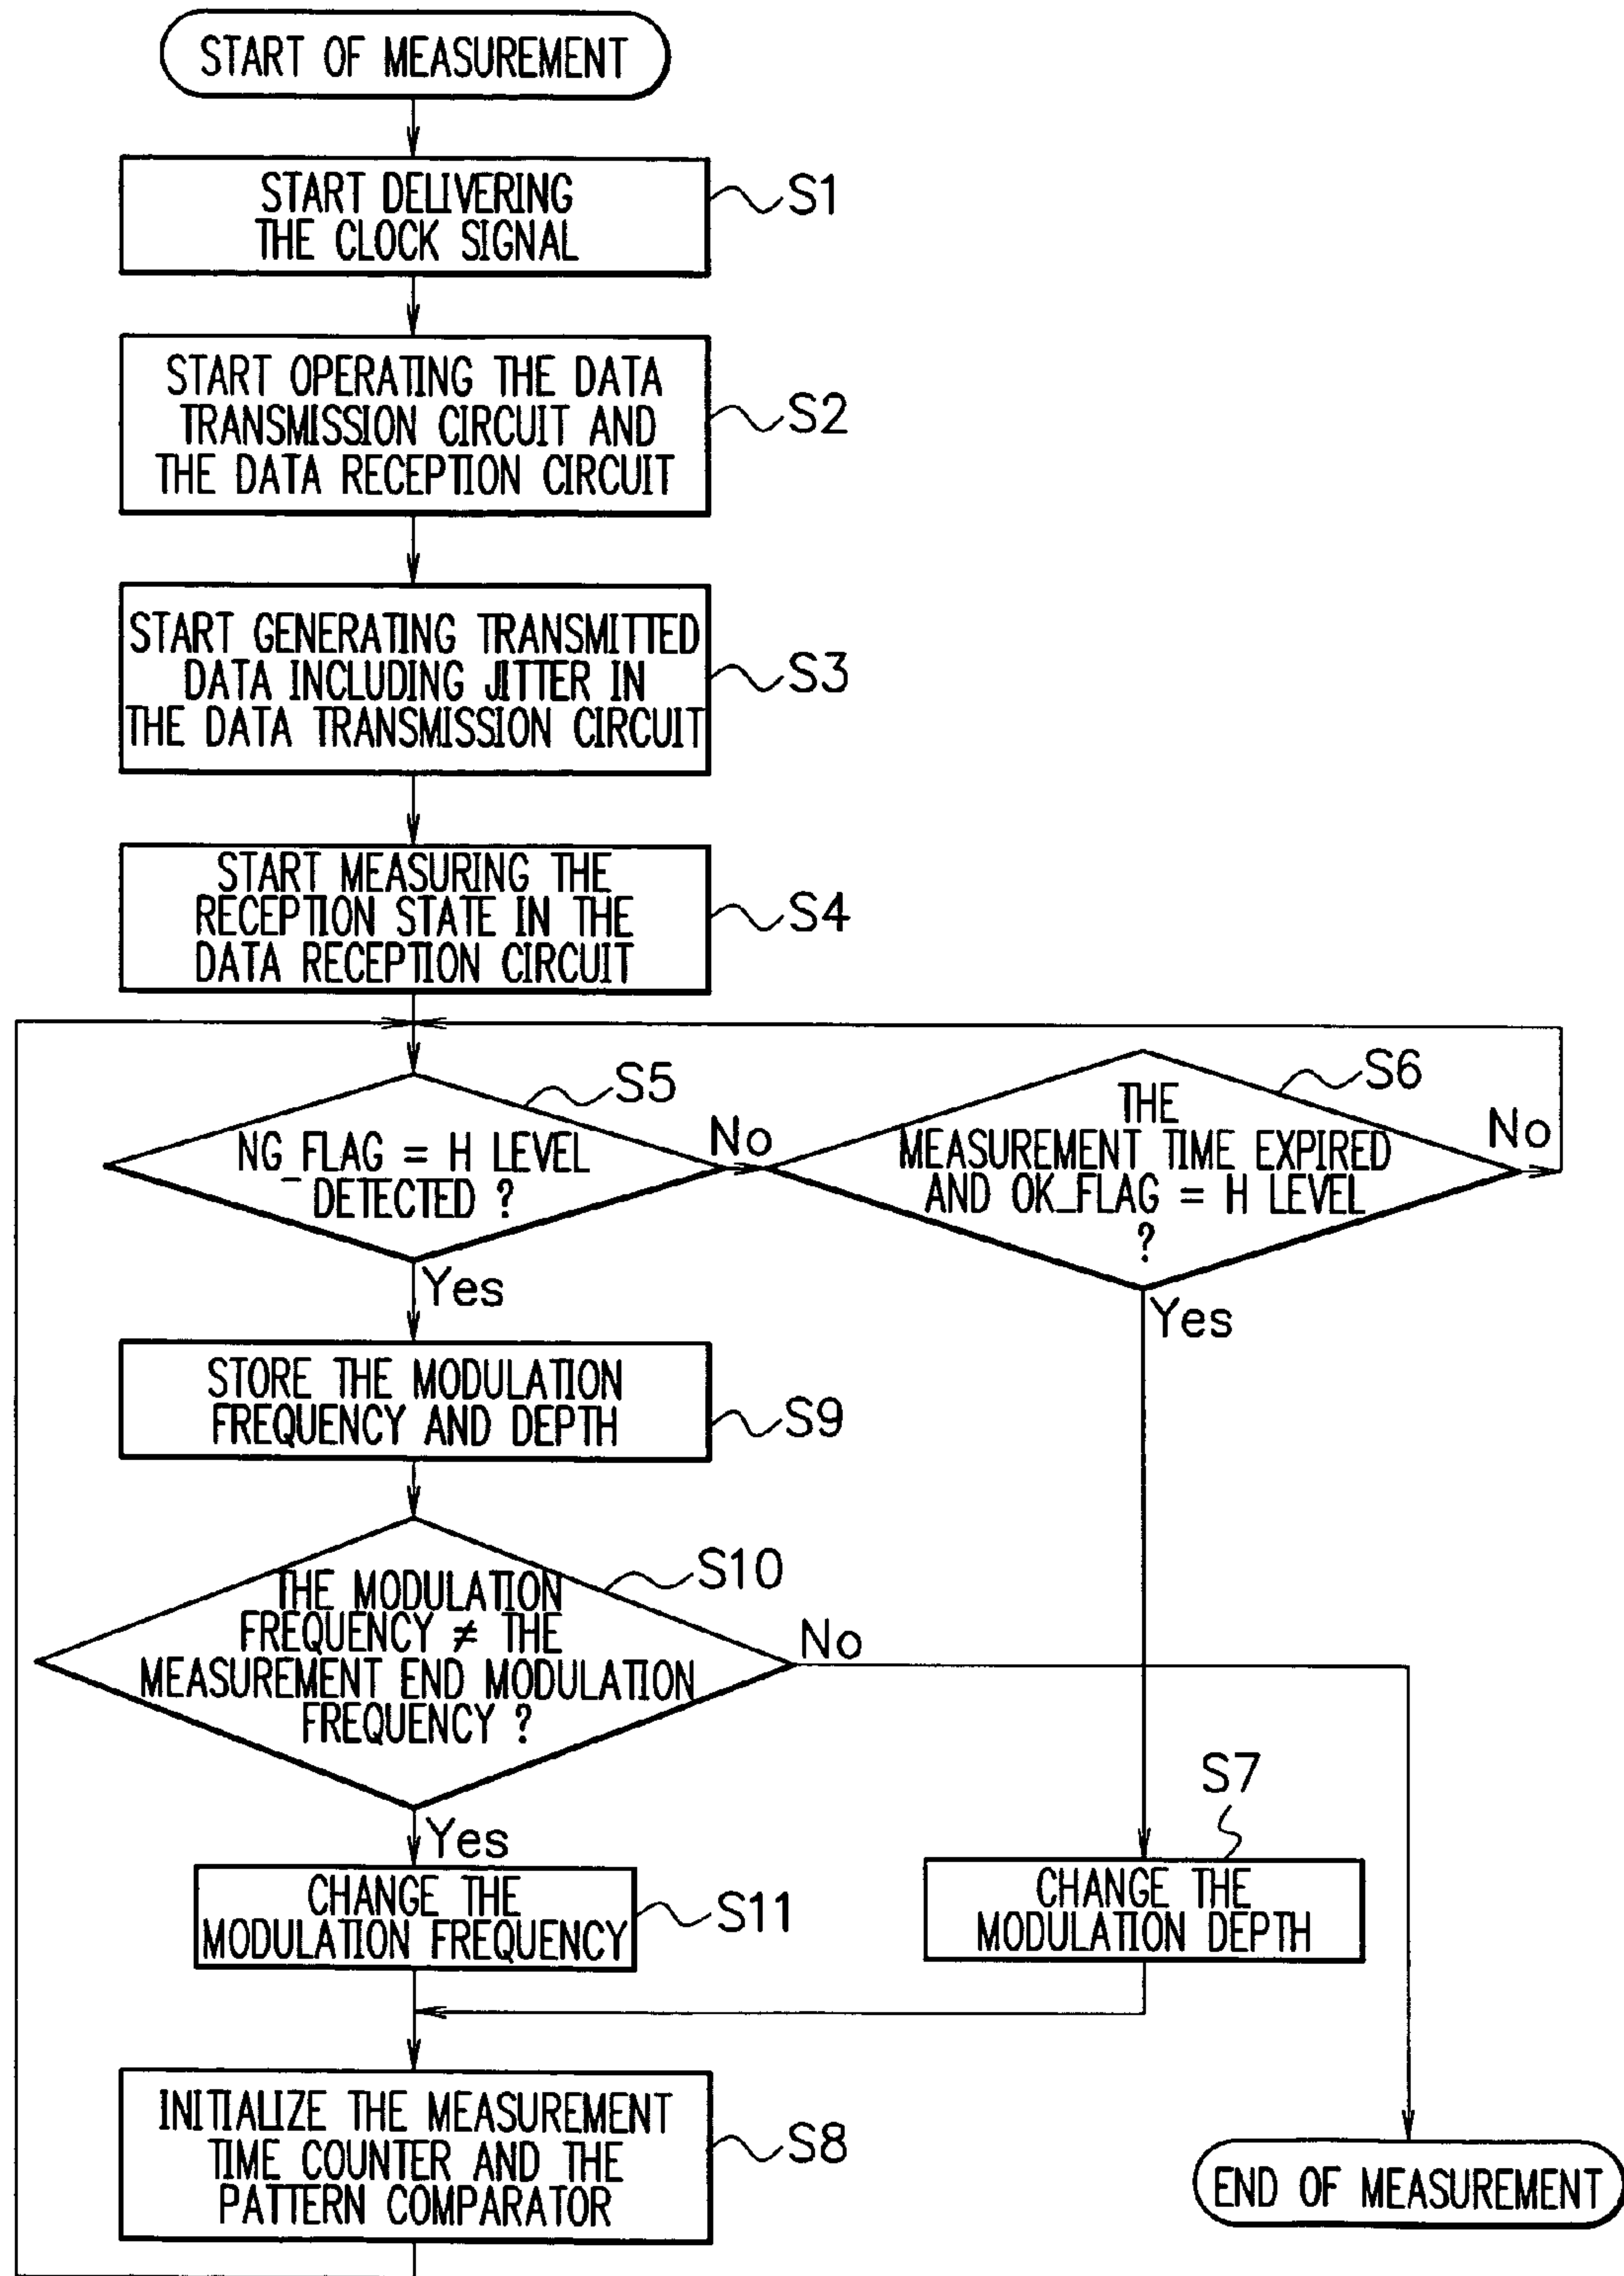 START OF MEASUREMENT
START DELIVERING
THE CLOCK SIGNAL
S1
START OPERATING THE DATA
TRANSMISSION CIRCUIT AND
THE DATA RECEPTION CIRCUIT
S2
START GENERATING TRANSMITTED
DATA INCLUDING JITTER IN
THE DATA TRANSMISSION CIRCUIT
S3
START MEASURING THE
RECEPTION STATE IN THE
DATA RECEPTION CIRCUIT
S4
S5
NG_FLAG = H LEVEL
DETECTED ?
No
Yes
S6
THE
MEASUREMENT TIME EXPIRED
AND OK_FLAG = H LEVEL
?
No
Yes
STORE THE MODULATION
FREQUENCY AND DEPTH
S9
S10
THE MODULATION
FREQUENCY ≠ THE
MEASUREMENT END MODULATION
FREQUENCY ?
No
Yes
S7
CHANGE THE
MODULATION FREQUENCY
S11
CHANGE THE
MODULATION DEPTH
INITIALIZE THE MEASUREMENT
TIME COUNTER AND THE
PATTERN COMPARATOR
S8
END OF MEASUREMENT